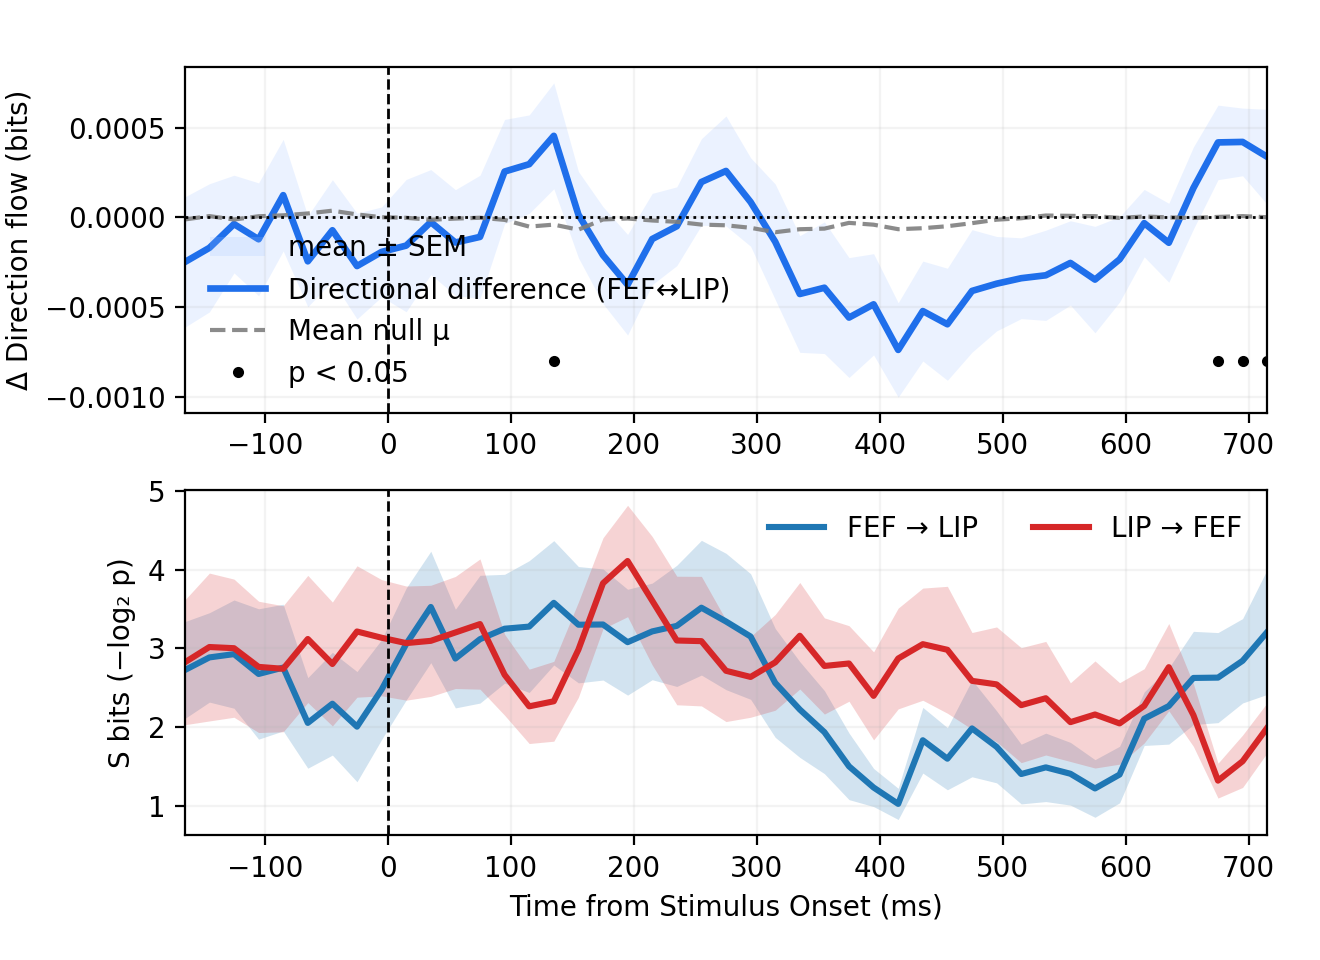 Δ Direction flow (bits)
0.0005
0.0000
−0.0005
−0.0010
mean ± SEM
Directional difference (FEF↔LIP)
Mean null μ
p < 0.05
−100 0 100 200 300 400 500 600 700
S bits (−log₂ p)
5
4
3
2
1
FEF → LIP LIP → FEF
−100 0 100 200 300 400 500 600 700
Time from Stimulus Onset (ms)